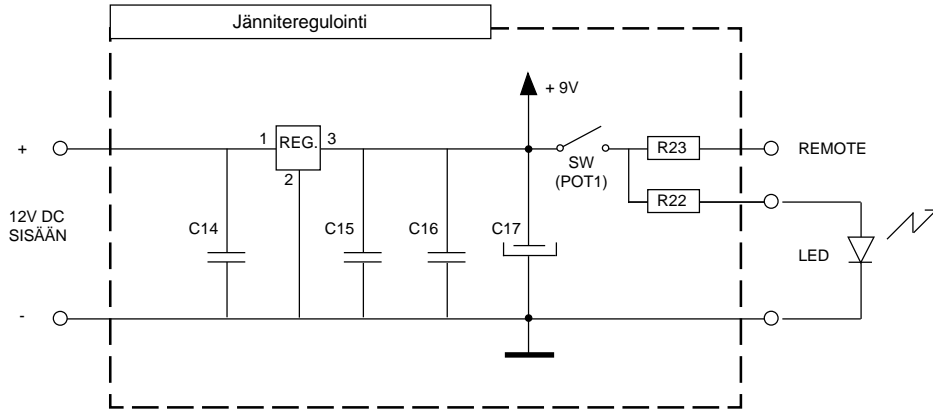 Jänniteregulointi
+ 9V
+
1
REG.
3
2
SW
(POT1)
R23
REMOTE
R22
12V DC
SISÄÄN
C14
C15
C16
C17
LED
-